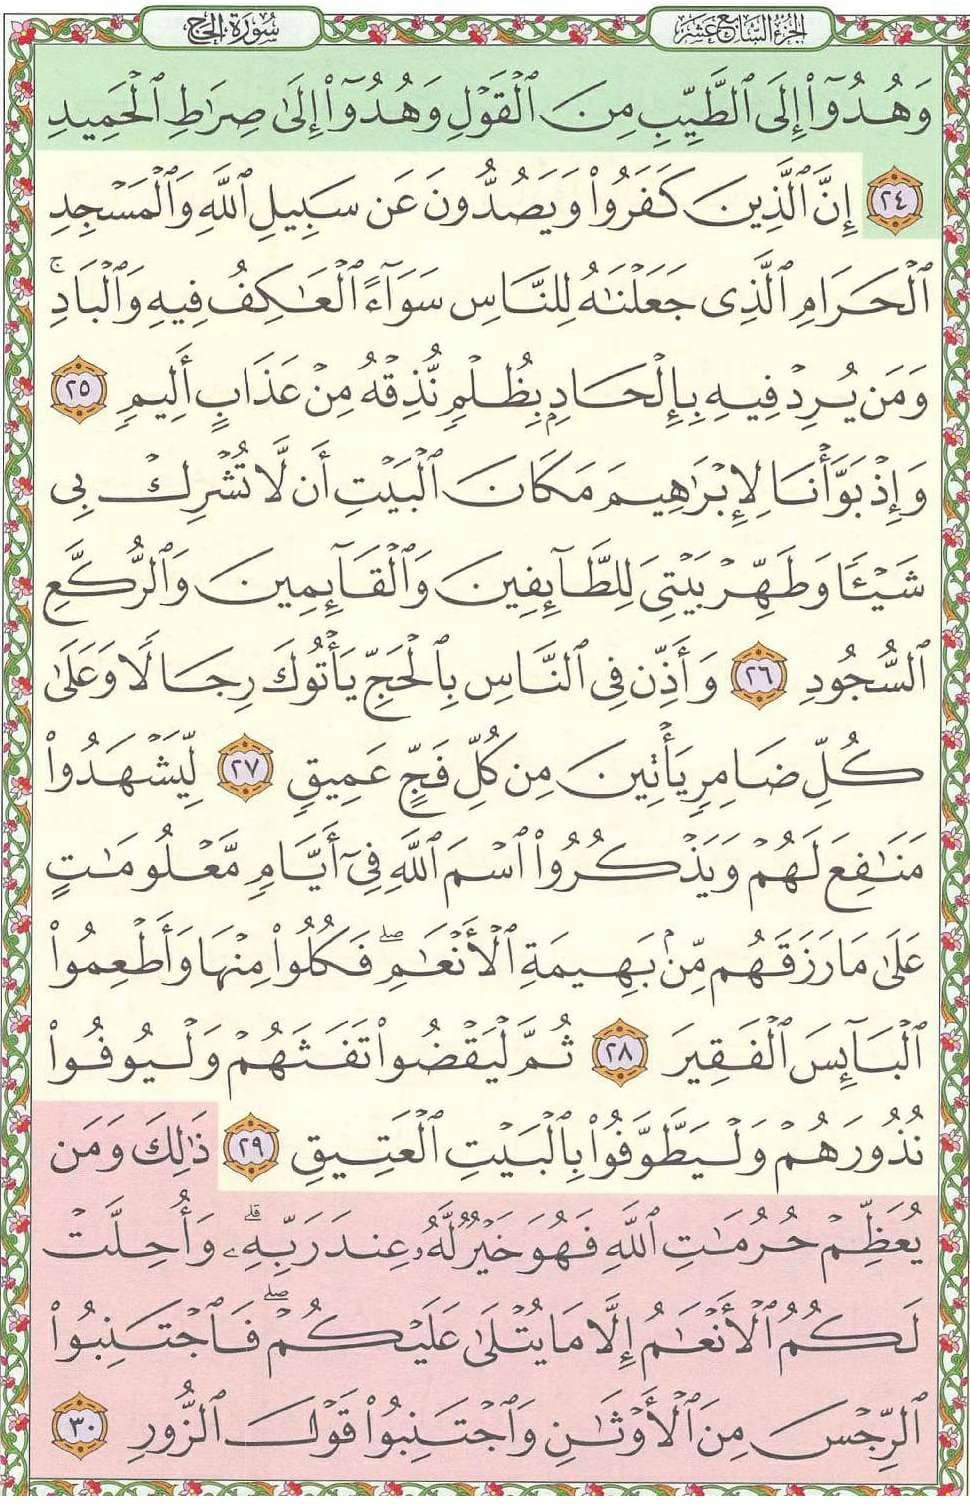 الجزء السابع عشر
سورة الحج
وَهُدُوٓا۟ إِلَى ٱلطَّيِّبِ مِنَ ٱلْقَوْلِ وَهُدُوٓا۟ إِلَىٰ صِرَٰطِ ٱلْحَمِيدِ
٢٤ إِنَّ ٱلَّذِينَ كَفَرُوا۟ وَيَصُدُّونَ عَن سَبِيلِ ٱللَّهِ وَٱلْمَسْجِدِ
ٱلْحَرَامِ ٱلَّذِى جَعَلْنَٰهُ لِلنَّاسِ سَوَآءً ٱلْعَٰكِفُ فِيهِ وَٱلْبَادِ ۚ
وَمَن يُرِدْ فِيهِ بِإِلْحَادٍۭ بِظُلْمٍ نُّذِقْهُ مِنْ عَذَابٍ أَلِيمٍ ٢٥
وَإِذْ بَوَّأْنَا لِإِبْرَٰهِيمَ مَكَانَ ٱلْبَيْتِ أَن لَّا تُشْرِكْ بِى
شَيْـًٔا وَطَهِّرْ بَيْتِىَ لِلطَّآئِفِينَ وَٱلْقَآئِمِينَ وَٱلرُّكَّعِ
ٱلسُّجُودِ ٢٦ وَأَذِّن فِى ٱلنَّاسِ بِٱلْحَجِّ يَأْتُوكَ رِجَالًا وَعَلَىٰ
كُلِّ ضَامِرٍ يَأْتِينَ مِن كُلِّ فَجٍّ عَمِيقٍ ٢٧ لِّيَشْهَدُوا۟
مَنَٰفِعَ لَهُمْ وَيَذْكُرُوا۟ ٱسْمَ ٱللَّهِ فِىٓ أَيَّامٍ مَّعْلُومَٰتٍ
عَلَىٰ مَا رَزَقَهُم مِّنۢ بَهِيمَةِ ٱلْأَنْعَٰمِ ۖ فَكُلُوا۟ مِنْهَا وَأَطْعِمُوا۟
ٱلْبَآئِسَ ٱلْفَقِيرَ ٢٨ ثُمَّ لْيَقْضُوا۟ تَفَثَهُمْ وَلْيُوفُوا۟
نُذُورَهُمْ وَلْيَطَّوَّفُوا۟ بِٱلْبَيْتِ ٱلْعَتِيقِ ٢٩ ذَٰلِكَ وَمَن
يُعَظِّمْ حُرُمَٰتِ ٱللَّهِ فَهُوَ خَيْرٌ لَّهُۥ عِندَ رَبِّهِۦ ۗ وَأُحِلَّتْ
لَكُمُ ٱلْأَنْعَٰمُ إِلَّا مَا يُتْلَىٰ عَلَيْكُمْ ۖ فَٱجْتَنِبُوا۟
ٱلرِّجْسَ مِنَ ٱلْأَوْثَٰنِ وَٱجْتَنِبُوا۟ قَوْلَ ٱلزُّورِ ٣٠